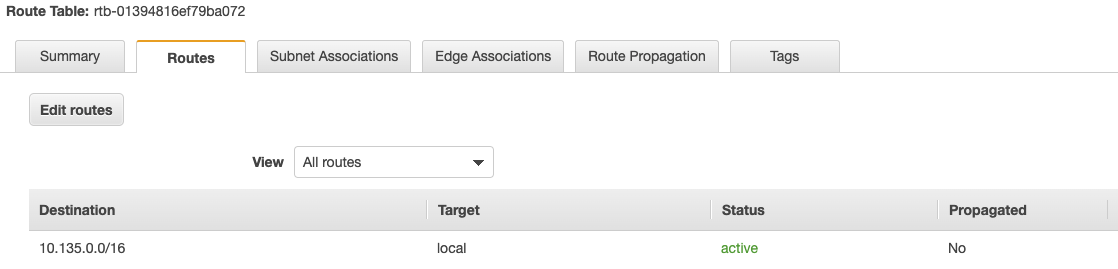 Route Table: rtb-01394816ef79ba072
Summary Routes Subnet Associations Edge Associations Route Propagation Tags
Edit routes
View All routes
Destination Target Status Propagated
10.135.0.0/16 local active No